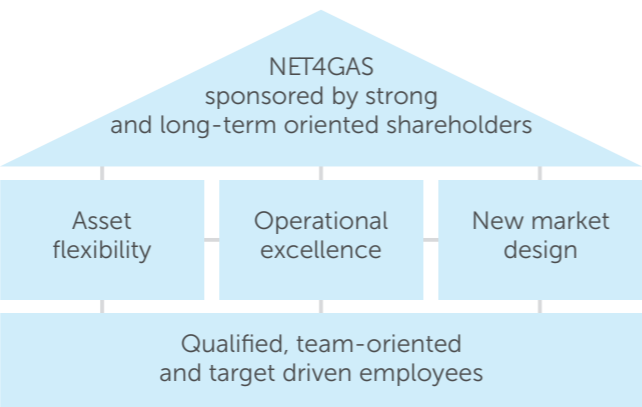 NET4GAS
sponsored by strong
and long-term oriented shareholders
Asset
flexibility
Operational
excellence
New market
design
Qualified, team-oriented
and target driven employees